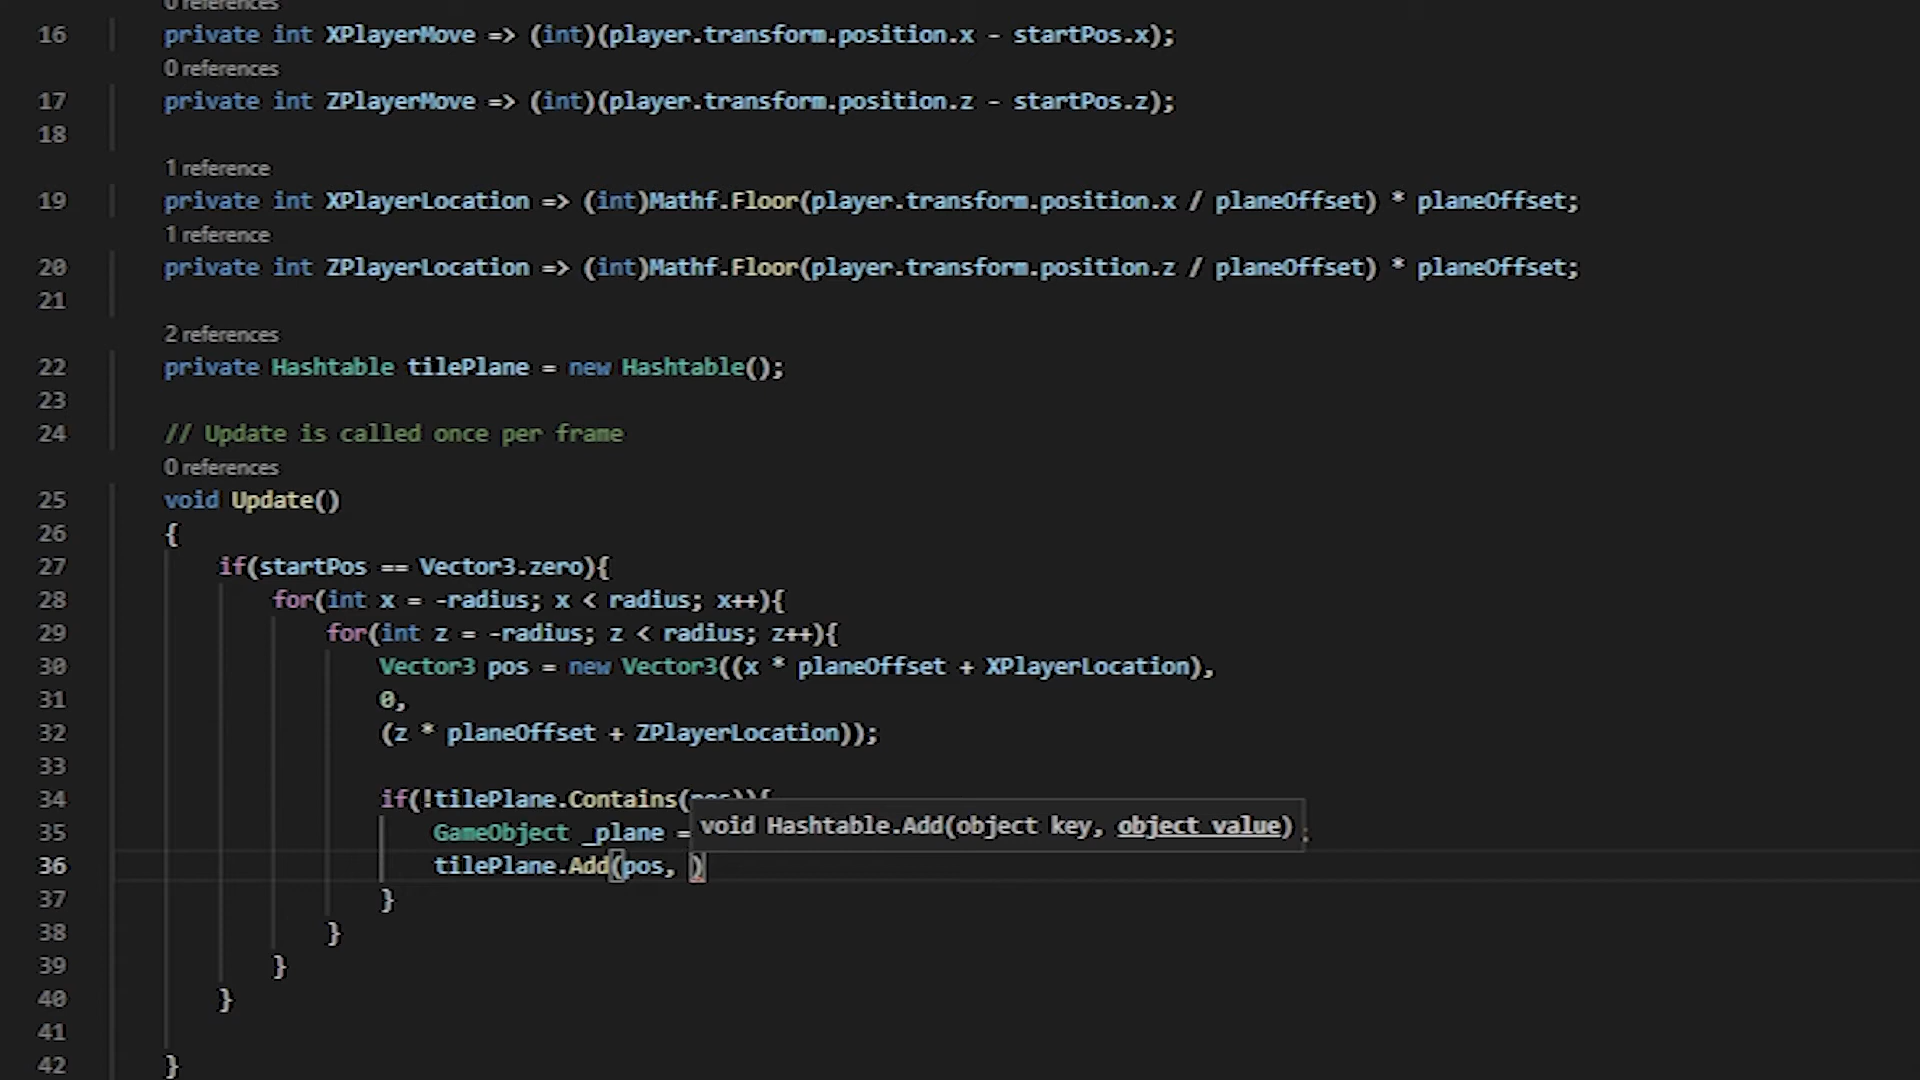 0 references
16 private int XPlayerMove => (int)(player.transform.position.x - startPos.x);
0 references
17 private int ZPlayerMove => (int)(player.transform.position.z - startPos.z);
18
1 reference
19 private int XPlayerLocation => (int)Mathf.Floor(player.transform.position.x / planeOffset) * planeOffset;
1 reference
20 private int ZPlayerLocation => (int)Mathf.Floor(player.transform.position.z / planeOffset) * planeOffset;
21
2 references
22 private Hashtable tilePlane = new Hashtable();
23
24 // Update is called once per frame
0 references
25 void Update()
26 {
27 if(startPos == Vector3.zero){
28 for(int x = -radius; x < radius; x++){
29 for(int z = -radius; z < radius; z++){
30 Vector3 pos = new Vector3((x * planeOffset + XPlayerLocation),
31 0,
32 (z * planeOffset + ZPlayerLocation));
33
34 if(!tilePlane.Contains(pos)){
35 GameObject _plane =
void Hashtable.Add(object key, object value)
36 tilePlane.Add(pos, )
37 }
38 }
39 }
40 }
41
42 }